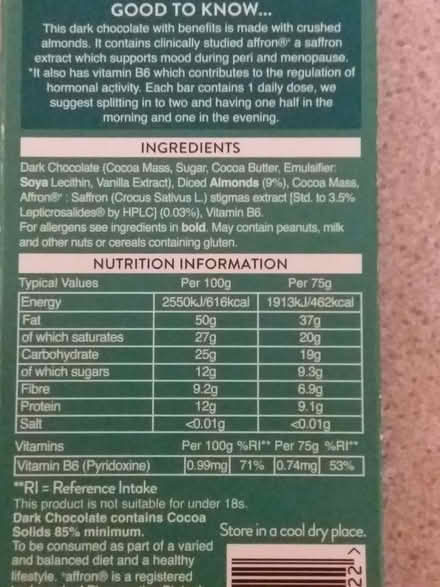 GOOD TO KNOW...
This dark chocolate with benefits is made with crushed
almonds. It contains clinically studied affron®* a saffron
extract which supports mood during peri and menopause.
*It also has vitamin B6 which contributes to the regulation of
hormonal activity. Each bar contains 1 daily dose, we
suggest splitting in to two and having one half in the
morning and one in the evening.
INGREDIENTS
Dark Chocolate (Cocoa Mass, Sugar, Cocoa Butter, Emulsifier:
Soya Lecithin, Vanilla Extract), Diced Almonds (9%), Cocoa Mass,
Affron®* : Saffron (Crocus Sativus L.) stigmas extract [Std. to 3.5%
Lepticrosalides® by HPLC] (0.03%), Vitamin B6.
For allergens see ingredients in bold. May contain peanuts, milk
and other nuts or cereals containing gluten.
NUTRITION INFORMATION
Typical Values Per 100g Per 75g
Energy 2550kJ/616kcal 1913kJ/462kcal
Fat 50g 37g
of which saturates 27g 20g
Carbohydrate 25g 19g
of which sugars 12g 9.3g
Fibre 9.2g 6.9g
Protein 12g 9.1g
Salt <0.01g <0.01g
Vitamins Per 100g %RI** Per 75g %RI**
Vitamin B6 (Pyridoxine) 0.99mg 71% 0.74mg 53%
**RI = Reference Intake
This product is not suitable for under 18s.
Dark Chocolate contains Cocoa
Solids 85% minimum.
Store in a cool dry place.
To be consumed as part of a varied
and balanced diet and a healthy
lifestyle. *affron® is a registered